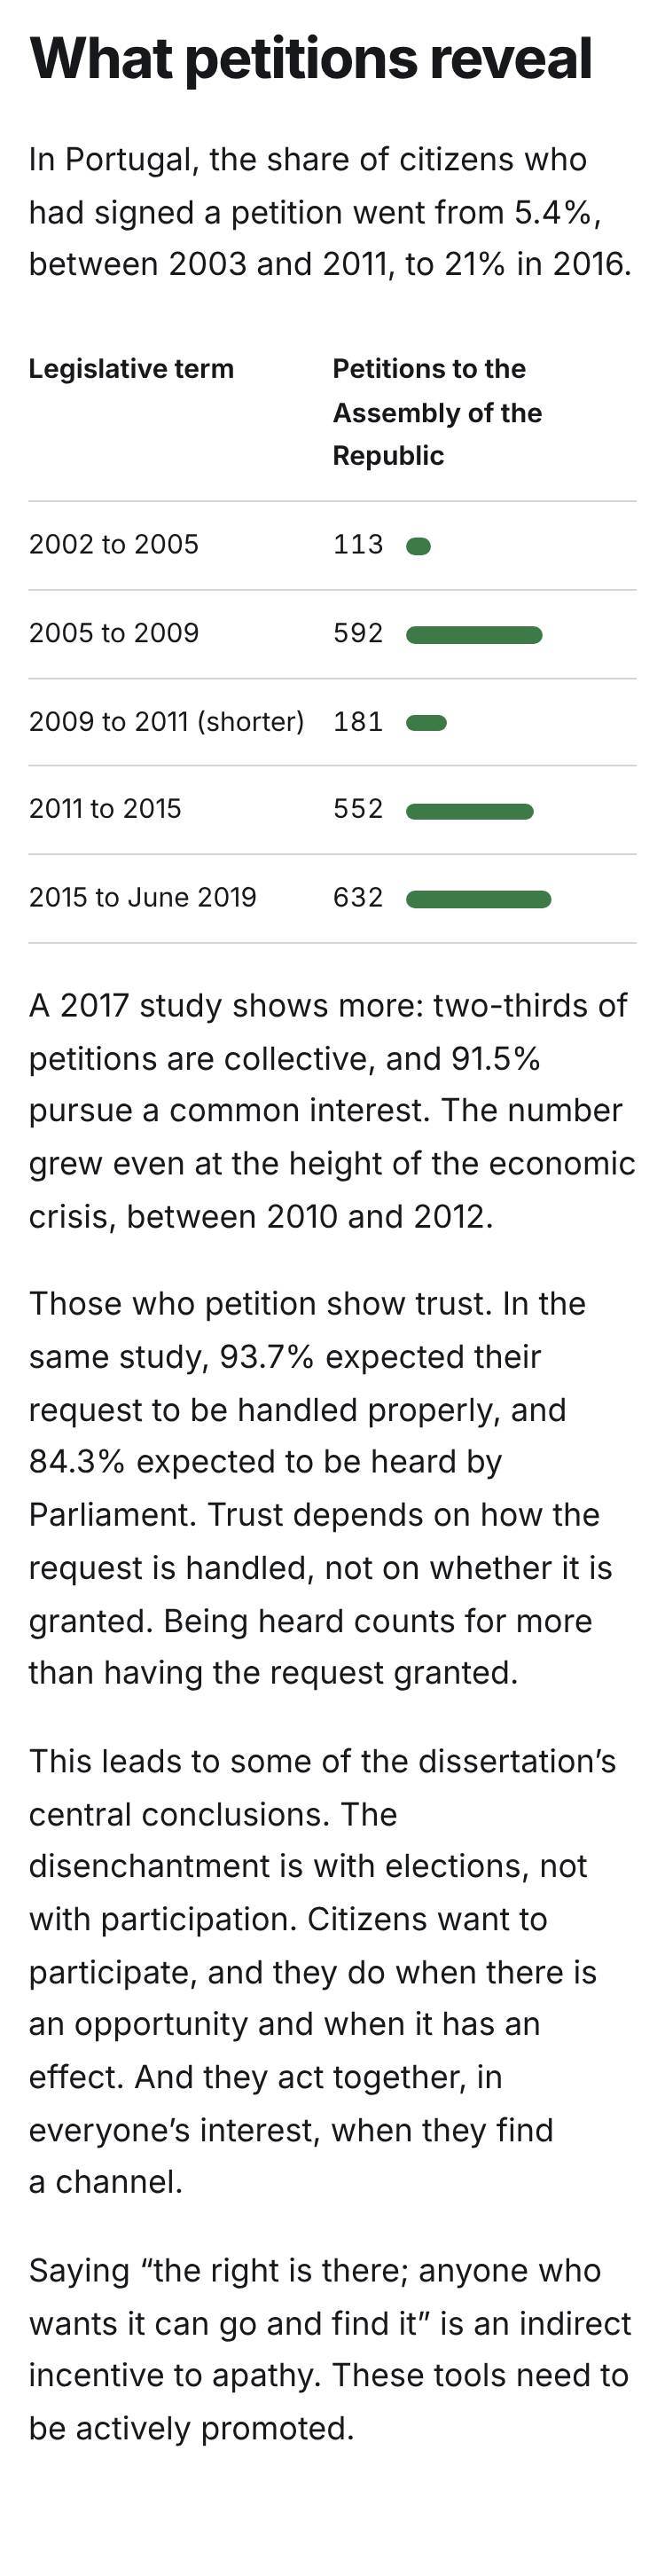 What petitions reveal
In Portugal, the share of citizens who
had signed a petition went from 5.4%,
between 2003 and 2011, to 21% in 2016.
Legislative term
Petitions to the
Assembly of the
Republic
2002 to 2005 113
2005 to 2009 592
2009 to 2011 (shorter) 181
2011 to 2015 552
2015 to June 2019 632
A 2017 study shows more: two-thirds of
petitions are collective, and 91.5%
pursue a common interest. The number
grew even at the height of the economic
crisis, between 2010 and 2012.
Those who petition show trust. In the
same study, 93.7% expected their
request to be handled properly, and
84.3% expected to be heard by
Parliament. Trust depends on how the
request is handled, not on whether it is
granted. Being heard counts for more
than having the request granted.
This leads to some of the dissertation’s
central conclusions. The
disenchantment is with elections, not
with participation. Citizens want to
participate, and they do when there is
an opportunity and when it has an
effect. And they act together, in
everyone’s interest, when they find
a channel.
Saying “the right is there; anyone who
wants it can go and find it” is an indirect
incentive to apathy. These tools need to
be actively promoted.